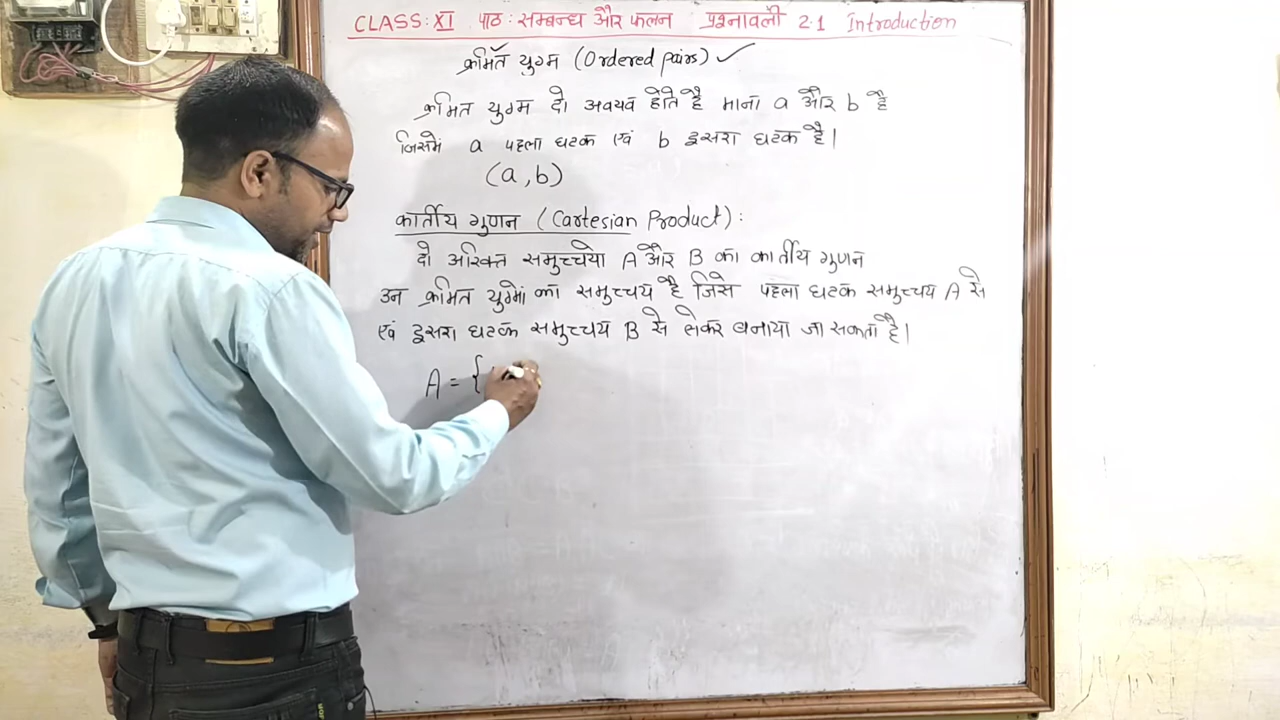 CLASS: XI पाठ: सम्बन्ध और फलन प्रश्नावली 2.1 Introduction
क्रमित युग्म (Ordered pairs) ✓
क्रमित युग्म दो अवयव होते है माना a और b है
जिसमें a पहला घटक एवं b दूसरा घटक है।
(a, b)
कार्तीय गुणन (Cartesian Product):
दो अरिक्त समुच्चयो A और B का कार्तीय गुणन
उन क्रमित युग्मों का समुच्चय है जिसे पहला घटक समुच्चय A से
एवं दूसरा घटक समुच्चय B से लेकर बनाया जा सकता है।
A = {